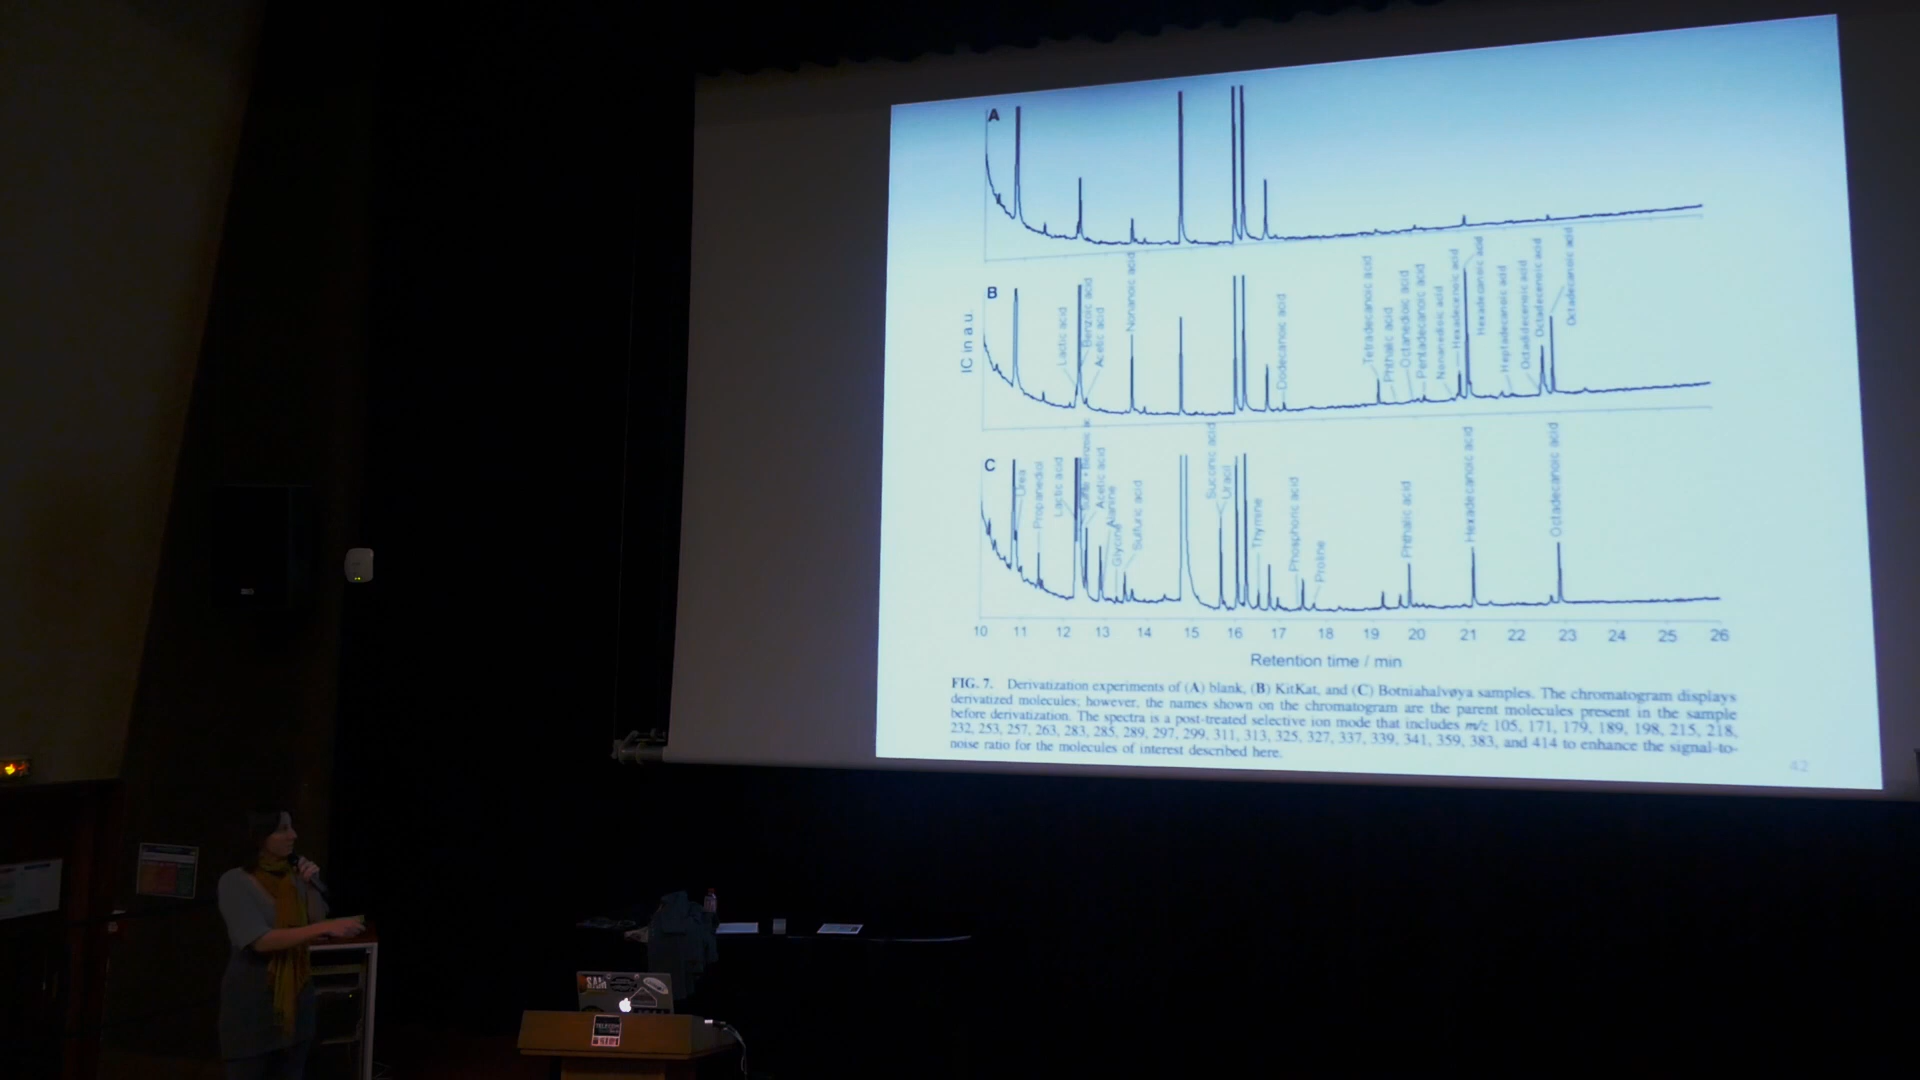 A
B
IC in a.u.
Lactic acid
Benzoic acid
Acetic acid
Nonanoic acid
Dodecanoic acid
Tetradecanoic acid
Phthalic acid
Octanedioic acid
Pentadecanoic acid
Nonanedioic acid
Hexadecenoic acid
Hexadecanoic acid
Heptadecanoic acid
Octadecenoic acid
Octadecanoic acid
C
Urea
Propanediol
Lactic acid
Acetic acid
Alanine
Glycine
Sulfuric acid
Succinic acid
Uracil
Thymine
Phosphoric acid
Proline
Phthalic acid
Hexadecanoic acid
Octadecanoic acid
10 11 12 13 14 15 16 17 18 19 20 21 22 23 24 25 26
Retention time / min
FIG. 7. Derivatization experiments of (A) blank, (B) KitKat, and (C) Botniahalvøya samples. The chromatogram displays
derivatized molecules; however, the names shown on the chromatogram are the parent molecules present in the sample
before derivatization. The spectra is a post-treated selective ion mode that includes m/z 105, 171, 179, 189, 198, 215, 218,
232, 253, 257, 263, 283, 285, 289, 297, 299, 311, 313, 325, 327, 337, 339, 341, 359, 383, and 414 to enhance the signal-to-
noise ratio for the molecules of interest described here.
42